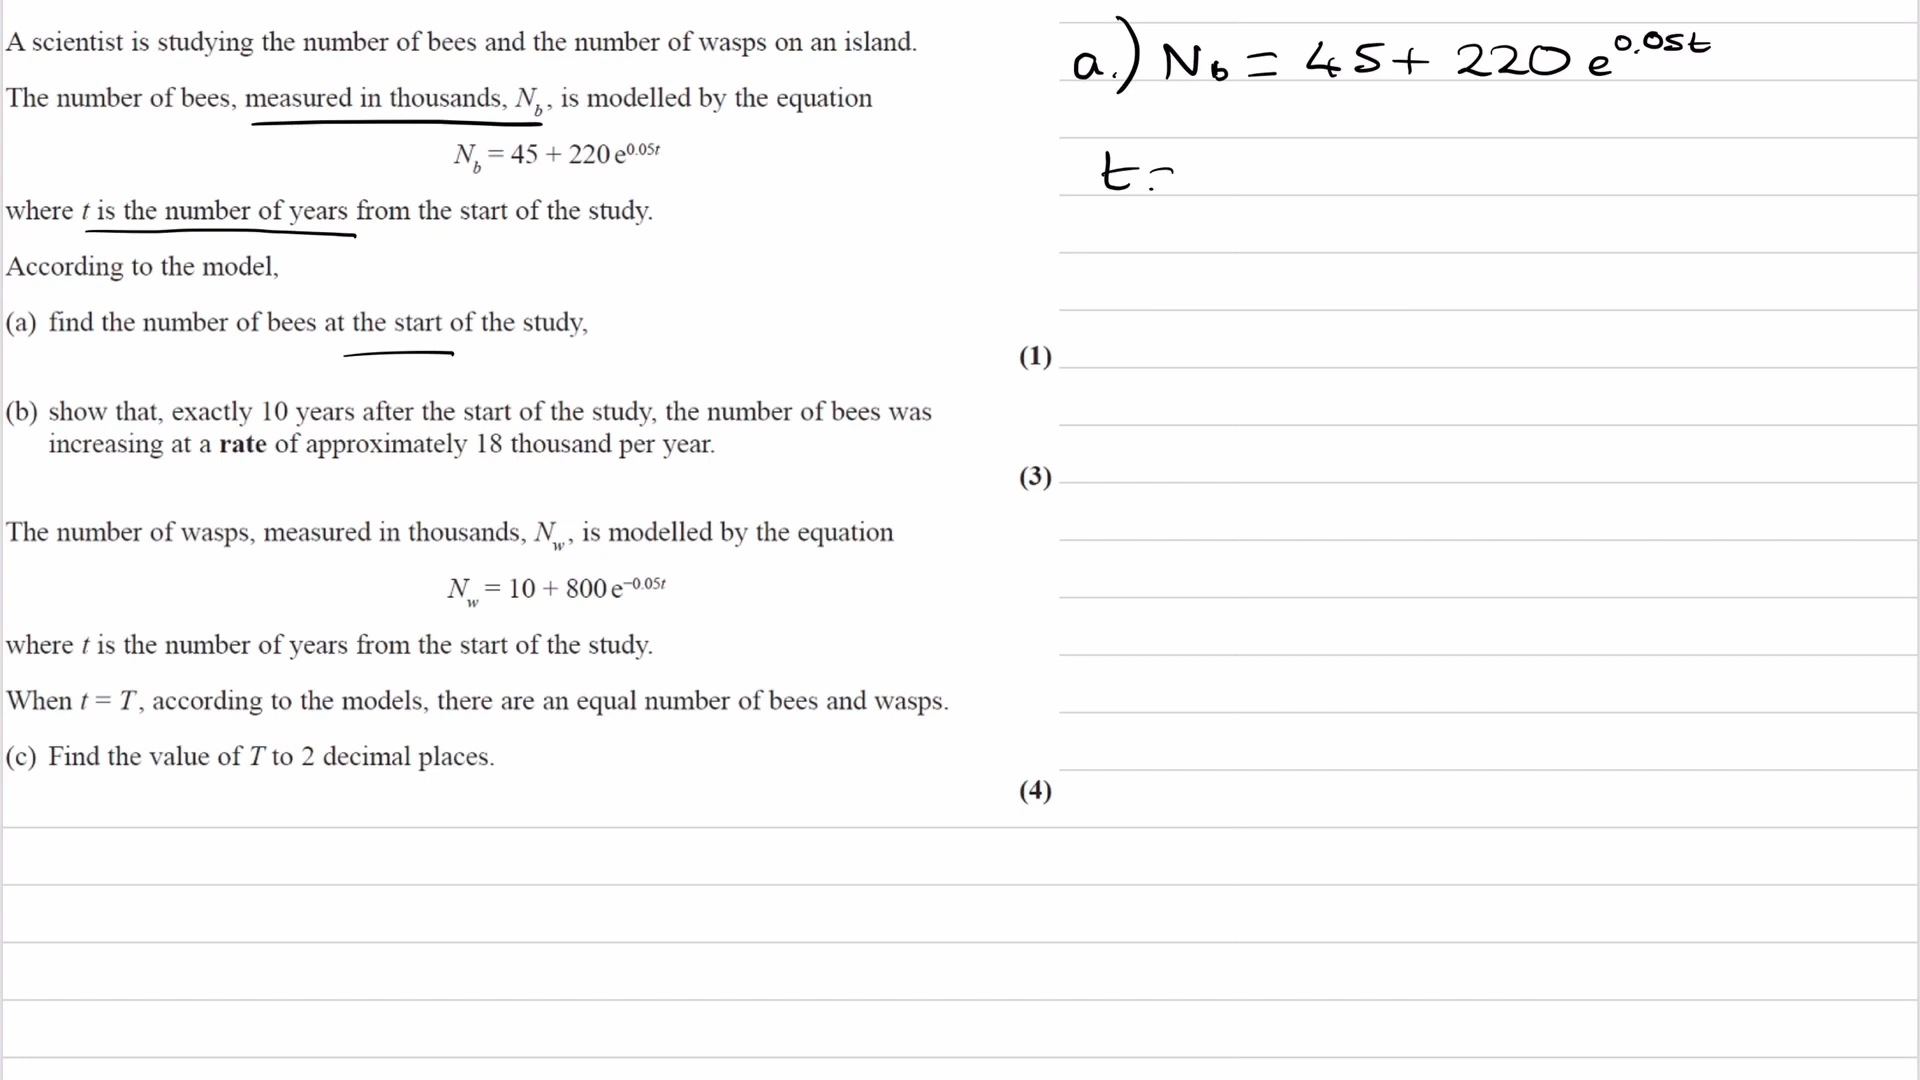 A scientist is studying the number of bees and the number of wasps on an island.
The number of bees, measured in thousands, N_b, is modelled by the equation
N_b = 45 + 220e^{0.05t}
where t is the number of years from the start of the study.
According to the model,
(a) find the number of bees at the start of the study,
(1)
(b) show that, exactly 10 years after the start of the study, the number of bees was
increasing at a rate of approximately 18 thousand per year.
(3)
The number of wasps, measured in thousands, N_w, is modelled by the equation
N_w = 10 + 800e^{−0.05t}
where t is the number of years from the start of the study.
When t = T, according to the models, there are an equal number of bees and wasps.
(c) Find the value of T to 2 decimal places.
(4)
a.) N_b = 45 + 220 e^{0.05t}
t =